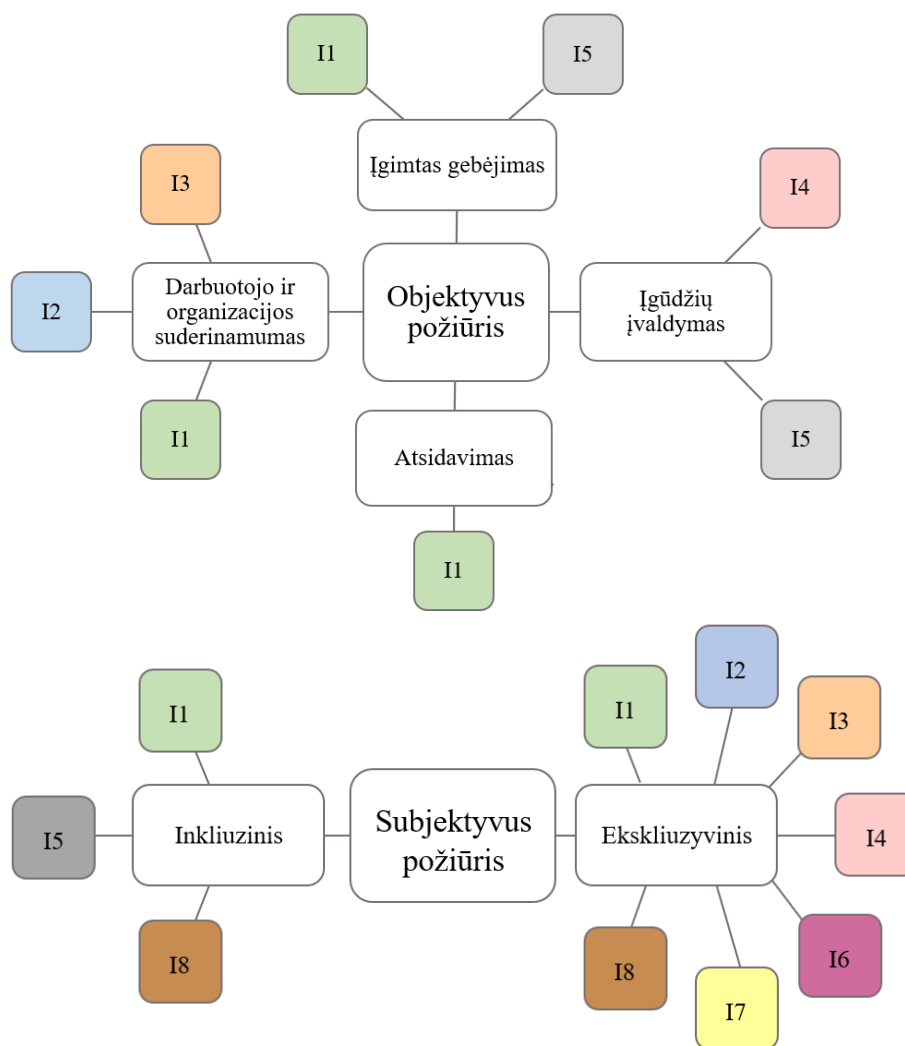 I1
I5
Įgimtas gebėjimas
I3
I4
I2
Darbuotojo ir
organizacijos
suderinamumas
Objektyvus
požiūris
Įgūdžių
įvaldymas
I1
Atsidavimas
I5
I1
I1
I1
I2
I3
I5
Inkliuzinis
Subjektyvus
požiūris
Ekskliuzyvinis
I4
I8
I8
I7
I6